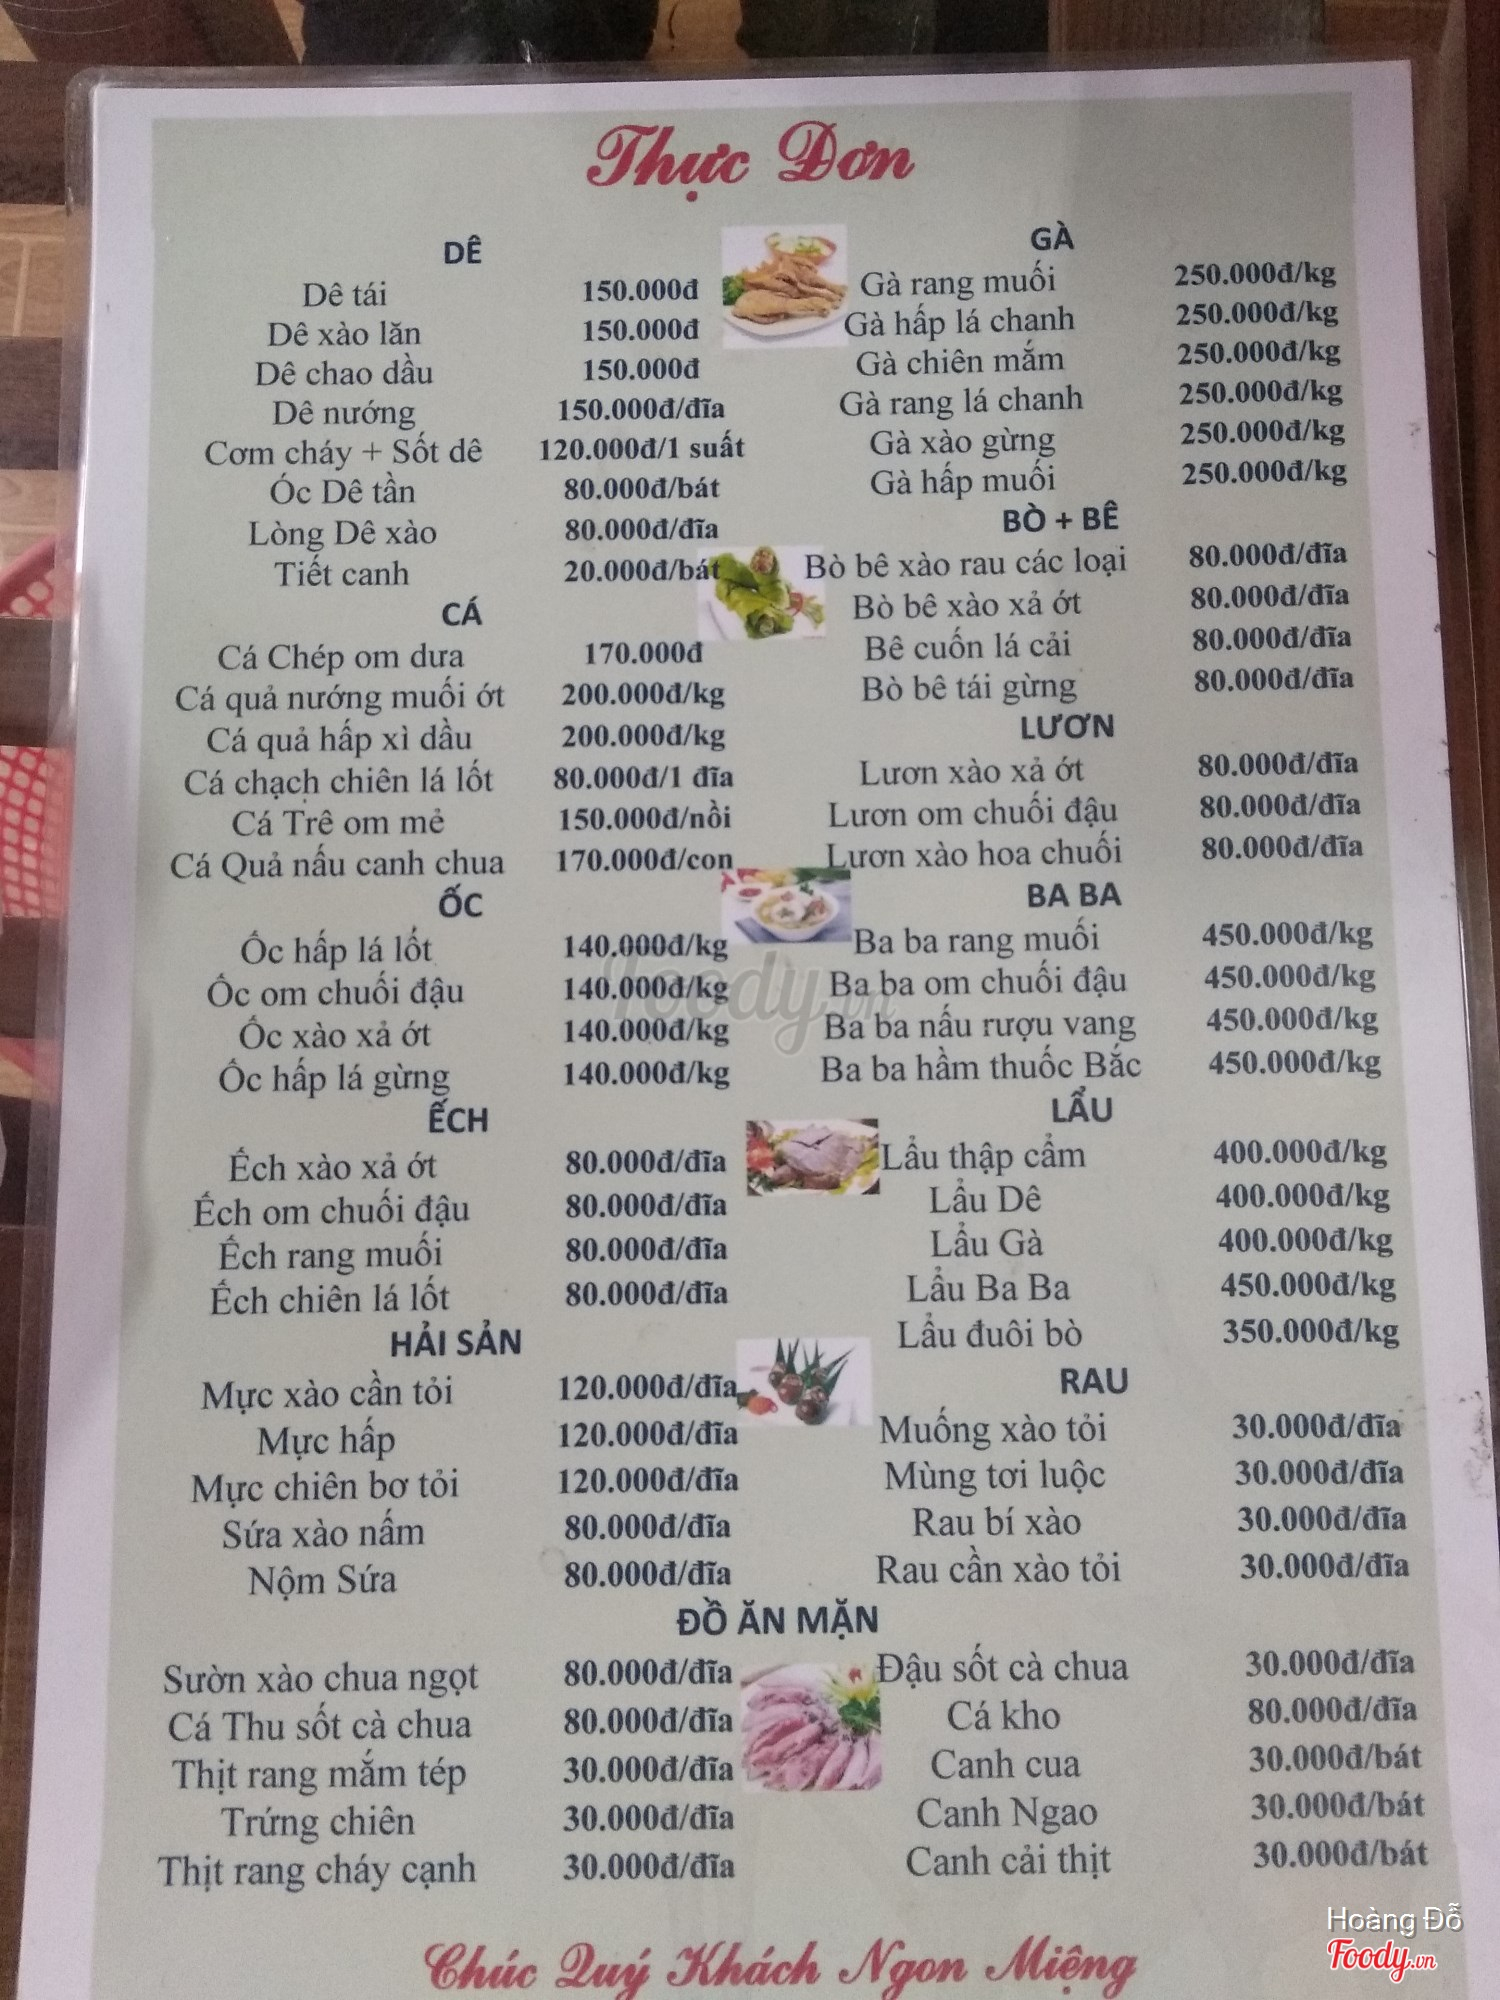 Thực Đơn
DÊ
Dê tái 150.000đ
Dê xào lăn 150.000đ
Dê chao dầu 150.000đ
Dê nướng 150.000đ/đĩa
Cơm cháy + Sốt dê 120.000đ/1 suất
Óc Dê tần 80.000đ/bát
Lòng Dê xào 80.000đ/đĩa
Tiết canh 20.000đ/bát
CÁ
Cá Chép om dưa 170.000đ
Cá quả nướng muối ớt 200.000đ/kg
Cá quả hấp xì dầu 200.000đ/kg
Cá chạch chiên lá lốt 80.000đ/1 đĩa
Cá Trê om mẻ 150.000đ/nồi
Cá Quả nấu canh chua 170.000đ/con
ỐC
Ốc hấp lá lốt 140.000đ/kg
Ốc om chuối đậu 140.000đ/kg
Ốc xào xả ớt 140.000đ/kg
Ốc hấp lá gừng 140.000đ/kg
ẾCH
Ếch xào xả ớt 80.000đ/đĩa
Ếch om chuối đậu 80.000đ/đĩa
Ếch rang muối 80.000đ/đĩa
Ếch chiên lá lốt 80.000đ/đĩa
HẢI SẢN
Mực xào cần tỏi 120.000đ/đĩa
Mực hấp 120.000đ/đĩa
Mực chiên bơ tỏi 120.000đ/đĩa
Sứa xào nấm 80.000đ/đĩa
Nộm Sứa 80.000đ/đĩa
GÀ
Gà rang muối 250.000đ/kg
Gà hấp lá chanh 250.000đ/kg
Gà chiên mắm 250.000đ/kg
Gà rang lá chanh 250.000đ/kg
Gà xào gừng 250.000đ/kg
Gà hấp muối 250.000đ/kg
BÒ + BÊ
Bò bê xào rau các loại 80.000đ/đĩa
Bò bê xào xả ớt 80.000đ/đĩa
Bê cuốn lá cải 80.000đ/đĩa
Bò bê tái gừng 80.000đ/đĩa
LƯƠN
Lươn xào xả ớt 80.000đ/đĩa
Lươn om chuối đậu 80.000đ/đĩa
Lươn xào hoa chuối 80.000đ/đĩa
BA BA
Ba ba rang muối 450.000đ/kg
Ba ba om chuối đậu 450.000đ/kg
Ba ba nấu rượu vang 450.000đ/kg
Ba ba hầm thuốc Bắc 450.000đ/kg
LẨU
Lẩu thập cẩm 400.000đ/kg
Lẩu Dê 400.000đ/kg
Lẩu Gà 400.000đ/kg
Lẩu Ba Ba 450.000đ/kg
Lẩu đuôi bò 350.000đ/kg
RAU
Muống xào tỏi 30.000đ/đĩa
Mùng tơi luộc 30.000đ/đĩa
Rau bí xào 30.000đ/đĩa
Rau cần xào tỏi 30.000đ/đĩa
ĐỒ ĂN MẶN
Sườn xào chua ngọt 80.000đ/đĩa
Cá Thu sốt cà chua 80.000đ/đĩa
Thịt rang mắm tép 30.000đ/đĩa
Trứng chiên 30.000đ/đĩa
Thịt rang cháy cạnh 30.000đ/đĩa
Đậu sốt cà chua 30.000đ/đĩa
Cá kho 80.000đ/đĩa
Canh cua 30.000đ/bát
Canh Ngao 30.000đ/bát
Canh cải thịt 30.000đ/bát
Chúc Quý Khách Ngon Miệng
Foody.vn
Hoàng Đỗ
Foody.vn